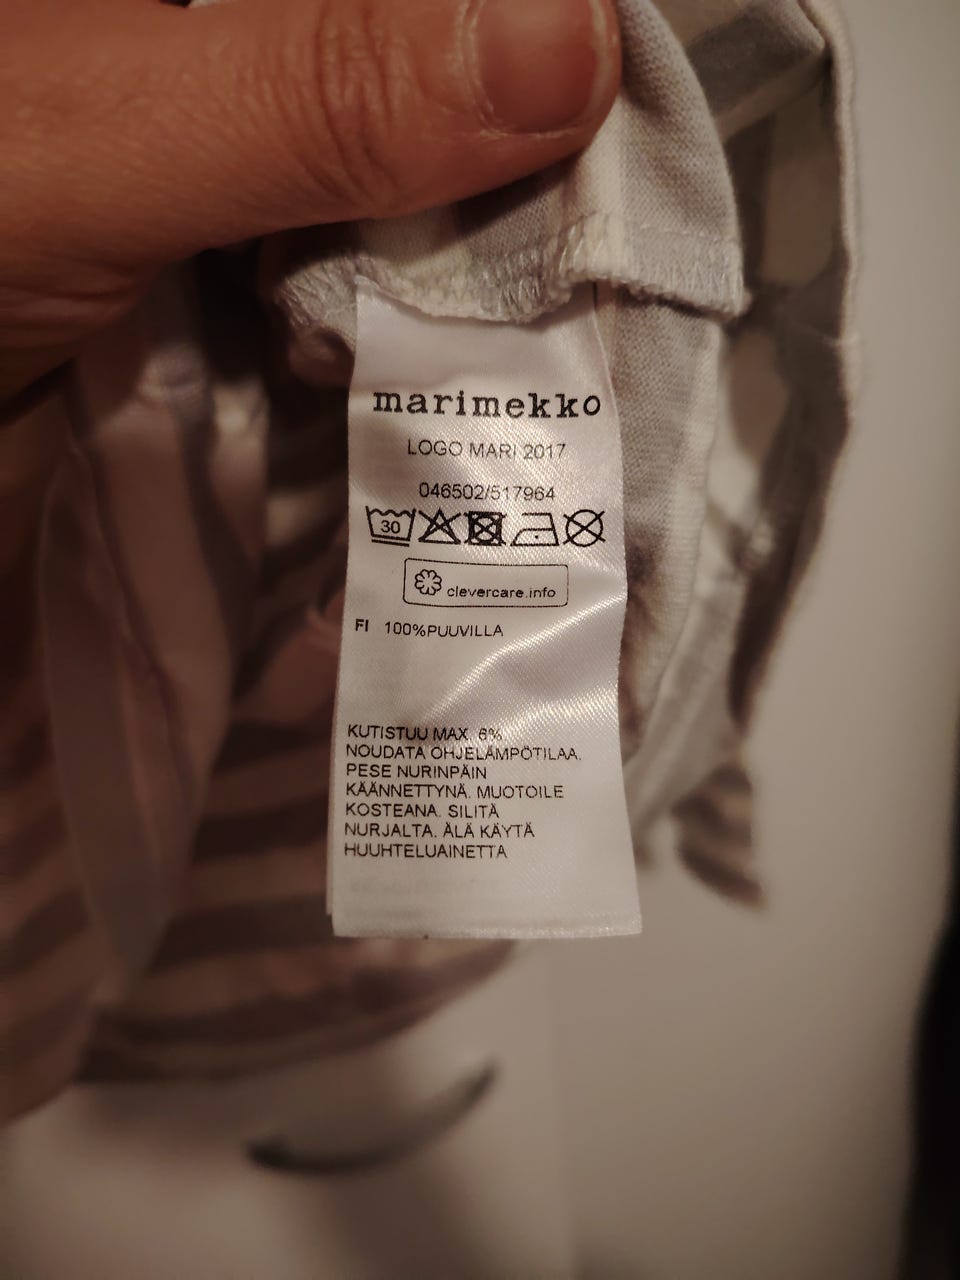 marimekko
LOGO MARI 2017
046502/517964
30
clevercare.info
FI 100%PUUVILLA
KUTISTUU MAX. 6%
NOUDATA OHJELÄMPÖTILAA.
PESE NURINPÄIN
KÄÄNNETTYNÄ. MUOTOILE
KOSTEANA. SILITÄ
NURJALTA. ÄLÄ KÄYTÄ
HUUHTELUAINETTA